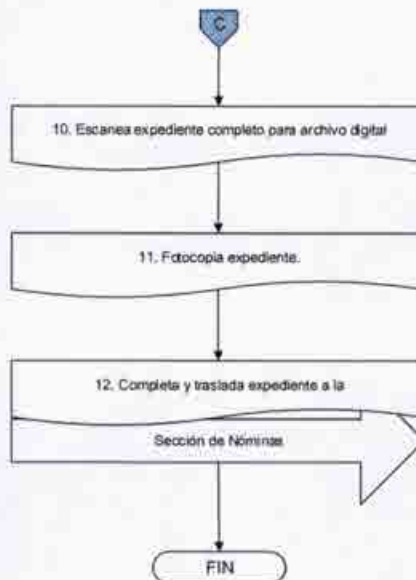 C
10. Escanea expediente completo para archivo digital
11. Fotocopia expediente.
12. Completa y traslada expediente a la
Sección de Nóminas
FIN